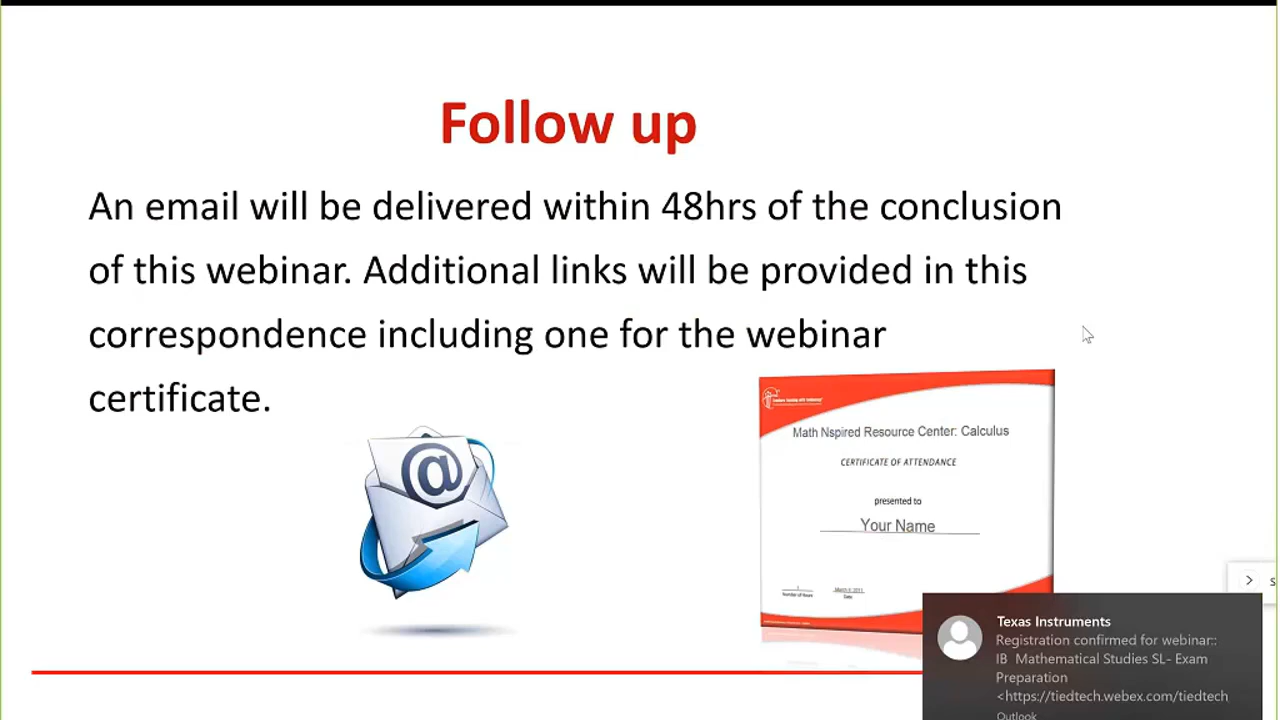 Follow up
An email will be delivered within 48hrs of the conclusion
of this webinar. Additional links will be provided in this
correspondence including one for the webinar
certificate.
@
Math Nspired Resource Center: Calculus
CERTIFICATE OF ATTENDANCE
presented to
Your Name
Number of Hours
Date
Texas Instruments
Registration confirmed for webinar::
IB Mathematical Studies SL- Exam
Preparation
<https://tiedtech.webex.com/tiedtech
Outlook